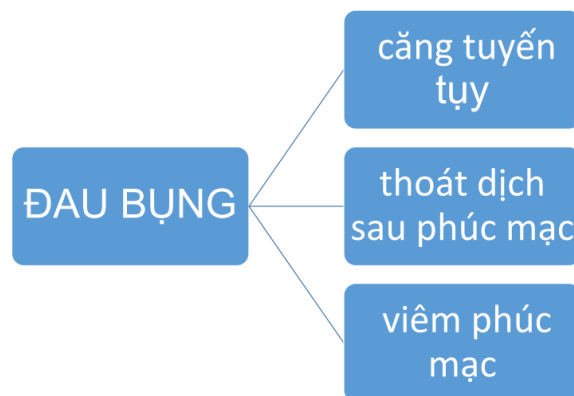 căng tuyến
tụy
ĐAU BỤNG
thoát dịch
sau phúc mạc
viêm phúc
mạc